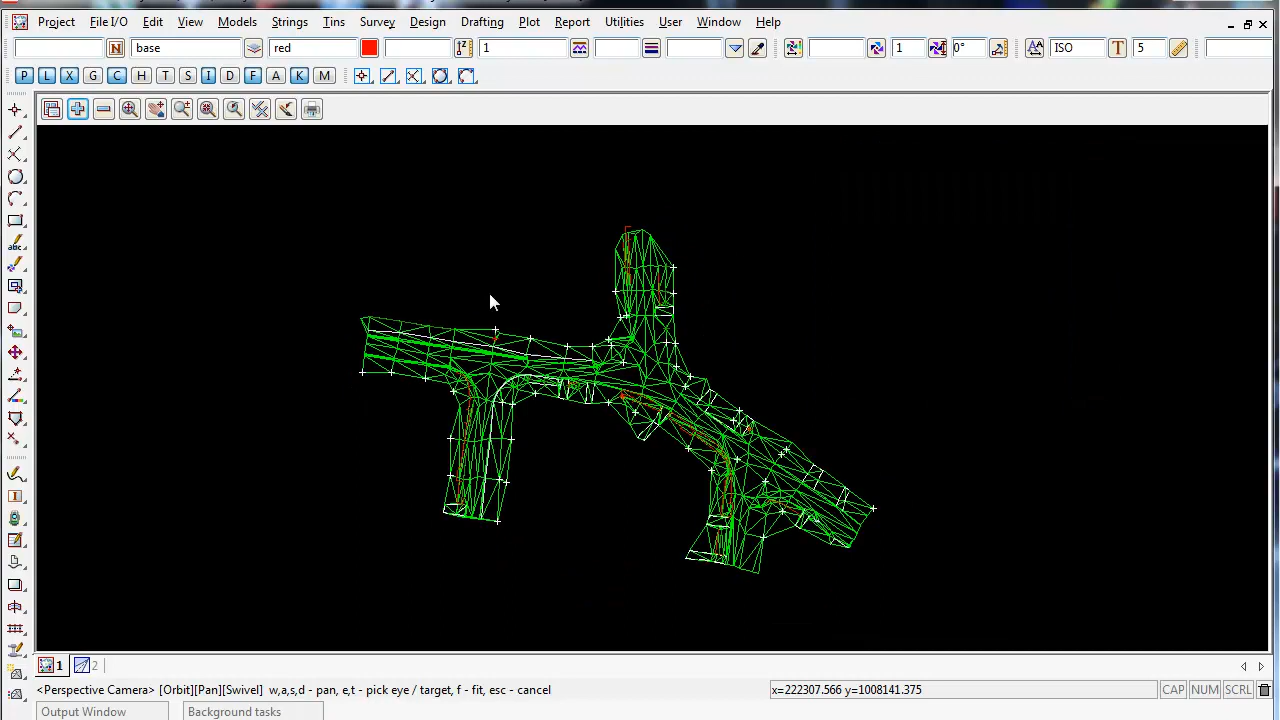 Project File I/O Edit View Models Strings Tins Survey Design Drafting Plot Report Utilities User Window Help
N base red 1 1 0° ISO T 5
P L X G C H T S I D F A K M
1 2
<Perspective Camera> [Orbit][Pan][Swivel] w,a,s,d - pan, e,t - pick eye / target, f - fit, esc - cancel x=222307.566 y=1008141.375 CAP NUM SCRL
Output Window Background tasks